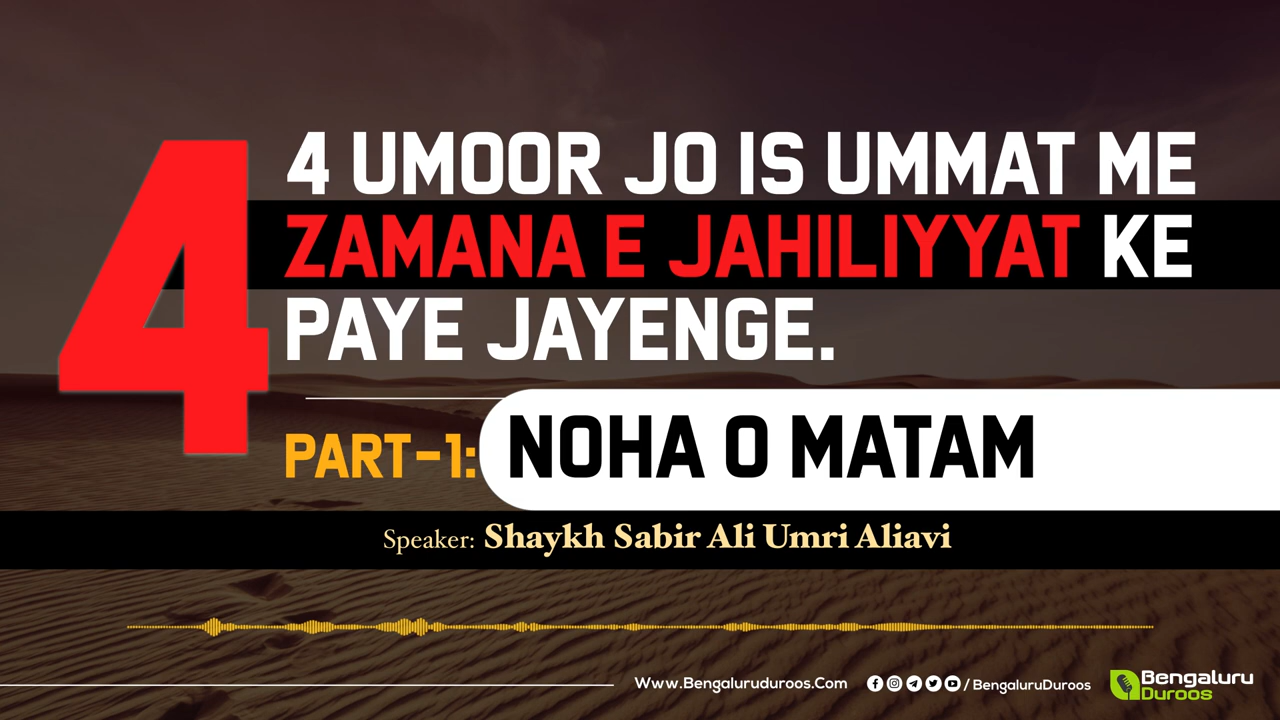 4
4 UMOOR JO IS UMMAT ME
ZAMANA E JAHILIYYAT KE
PAYE JAYENGE.
PART-1: NOHA O MATAM
Speaker: Shaykh Sabir Ali Umri Aliavi
Www.Bengaluruduroos.Com / BengaluruDuroos
Bengaluru
Duroos